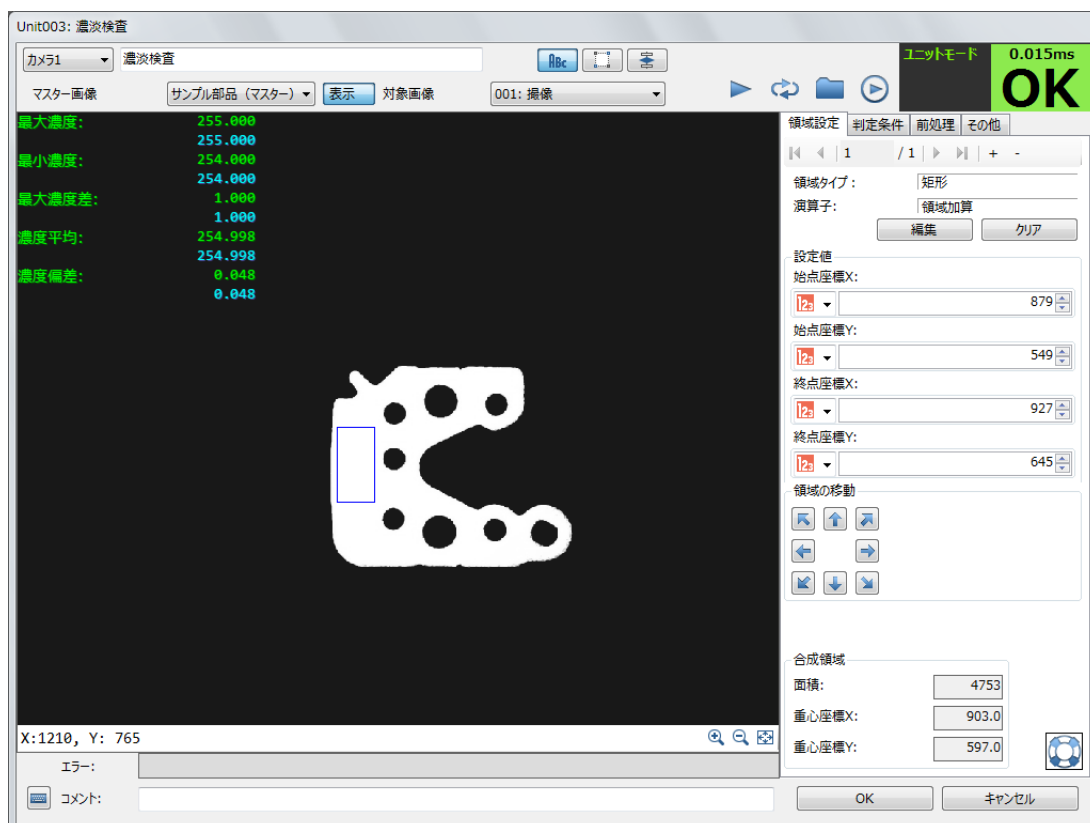 Unit003: 濃淡検査
カメラ1 濃淡検査 ABC
ユニットモード 0.015ms
OK
マスター画像 サンプル部品（マスター） 表示 対象画像 001: 撮像
最大濃度: 255.000
255.000
最小濃度: 254.000
254.000
最大濃度差: 1.000
1.000
濃度平均: 254.998
254.998
濃度偏差: 0.048
0.048
領域設定 判定条件 前処理 その他
1 / 1 + -
領域タイプ: 矩形
演算子: 領域加算
編集 クリア
設定値
始点座標X:
123 879
始点座標Y:
123 549
終点座標X:
123 927
終点座標Y:
123 645
領域の移動
合成領域
面積: 4753
重心座標X: 903.0
重心座標Y: 597.0
X:1210, Y: 765
エラー:
コメント:
OK キャンセル